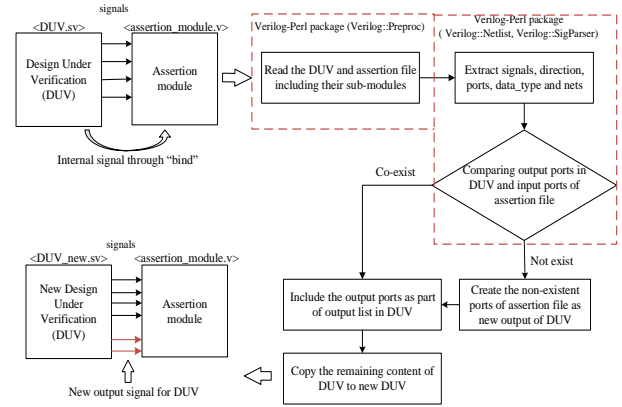 signals
<DUV.sv>
<assertion_module.v>
Design Under
Verification
(DUV)
Assertion
module
Internal signal through “bind”
Verilog-Perl package (Verilog::Preproc)
Read the DUV and assertion file
including their sub-modules
Verilog-Perl package
( Verilog::Netlist, Verilog::SigParser)
Extract signals, direction,
ports, data_type and nets
Comparing output ports in
DUV and input ports of
assertion file
Co-exist
Not exist
Include the output ports as part
of output list in DUV
Create the non-existent
ports of assertion file as
new output of DUV
Copy the remaining content of
DUV to new DUV
signals
<DUV_new.sv>
<assertion_module.v>
New Design
Under
Verification
(DUV)
Assertion
module
New output signal for DUV